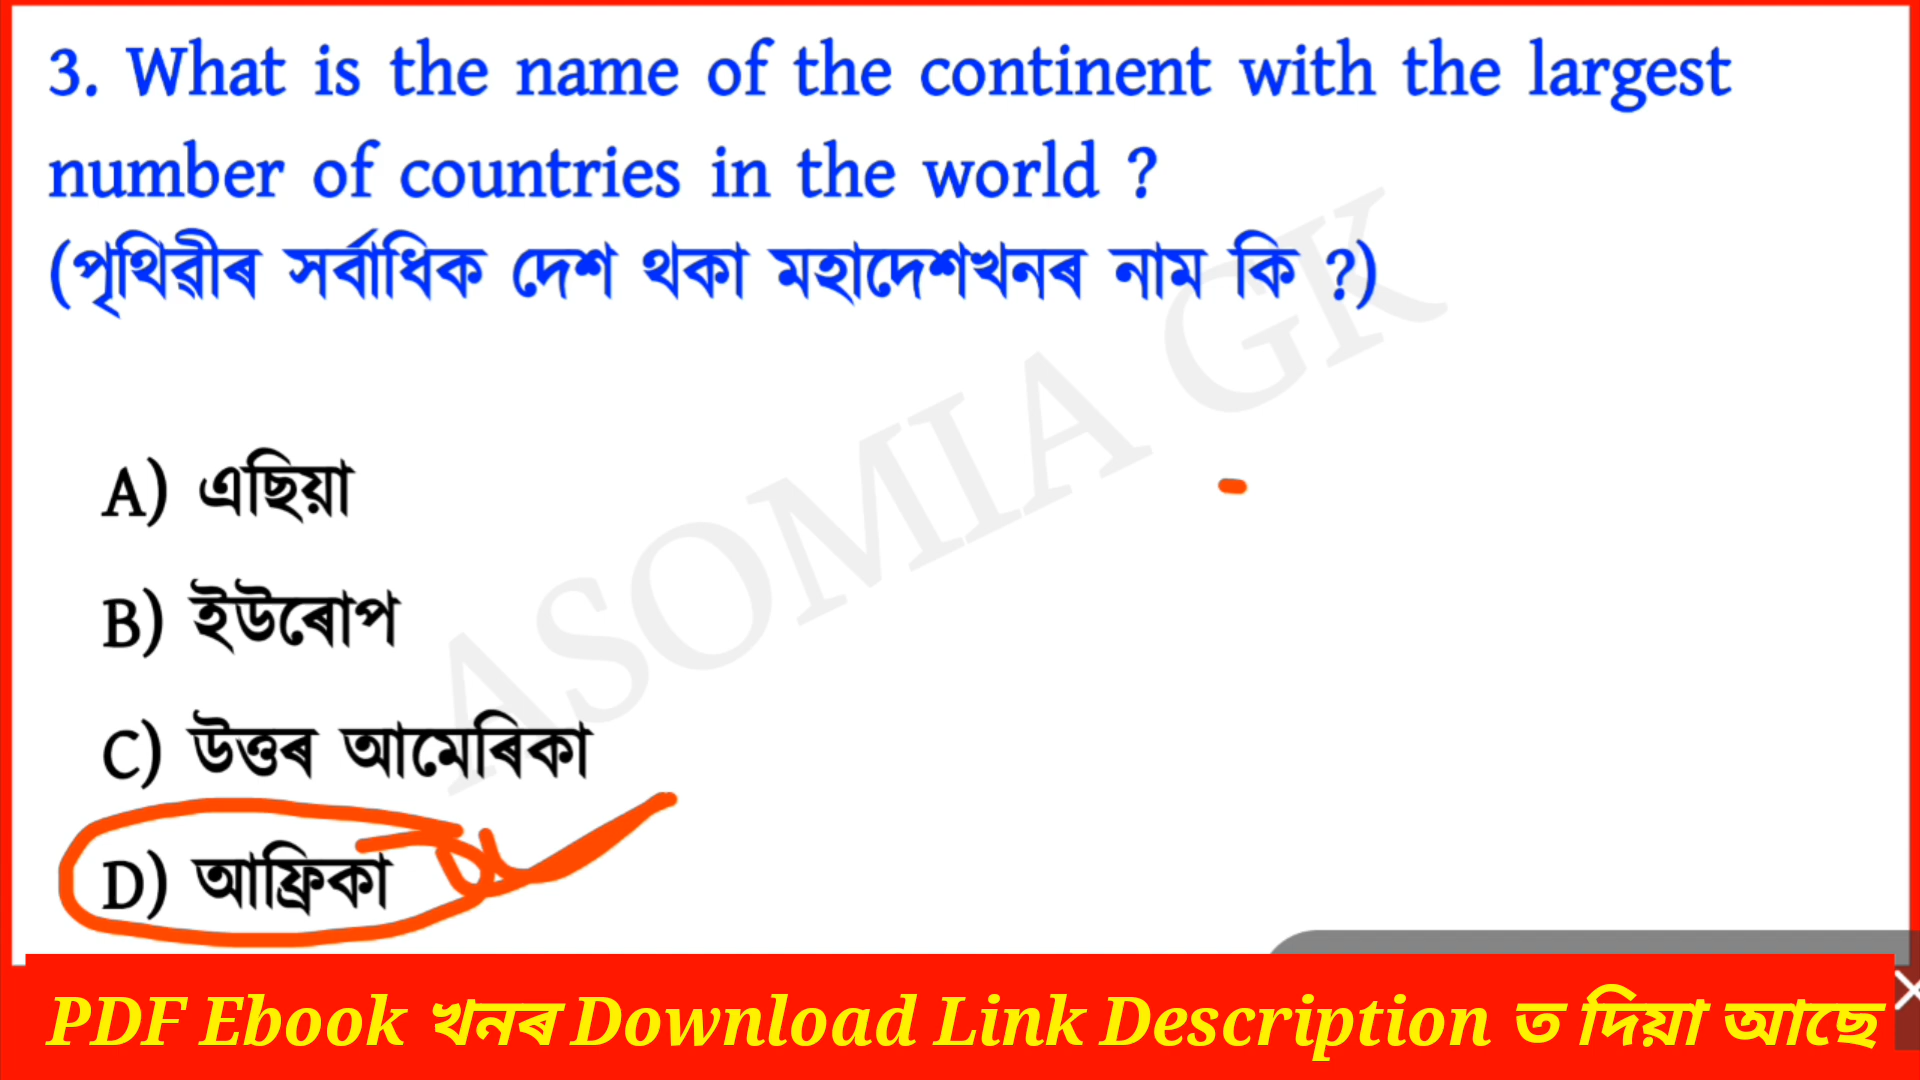 3. What is the name of the continent with the largest
number of countries in the world ?
(পৃথিৱীৰ সৰ্বাধিক দেশ থকা মহাদেশখনৰ নাম কি ?)
ASOMIA GK
A) এছিয়া
B) ইউৰোপ
C) উত্তৰ আমেৰিকা
D) আফ্ৰিকা
PDF Ebook খনৰ Download Link Description ত দিয়া আছে